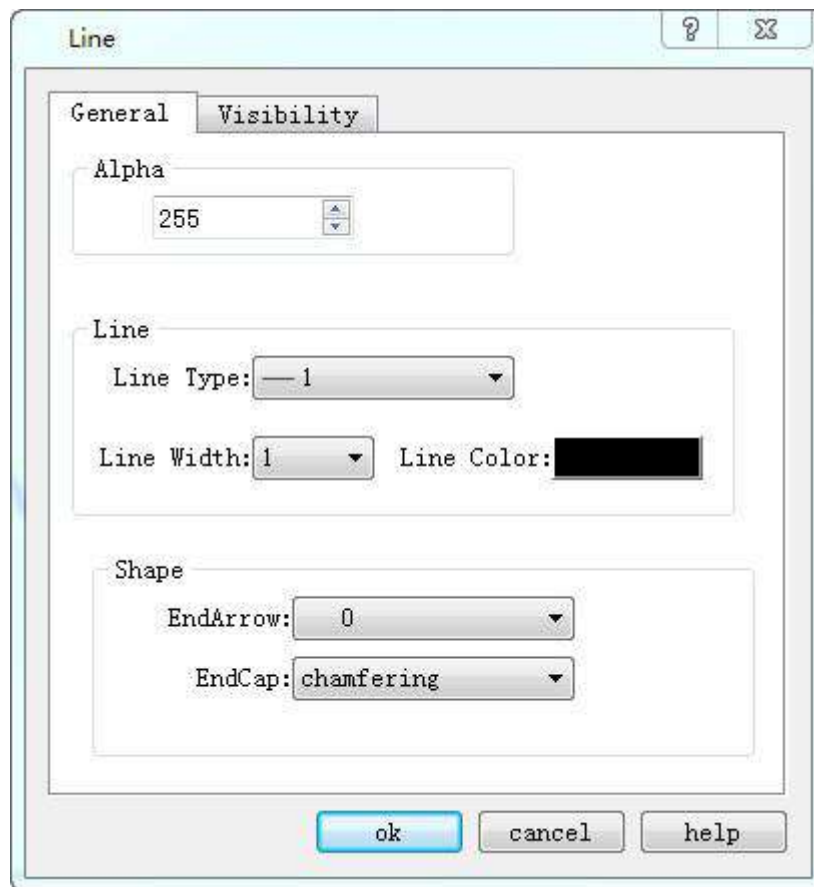 Line
General Visibility
Alpha
255
Line
Line Type: 1
Line Width: 1 Line Color:
Shape
EndArrow: 0
EndCap: chamfering
ok cancel help